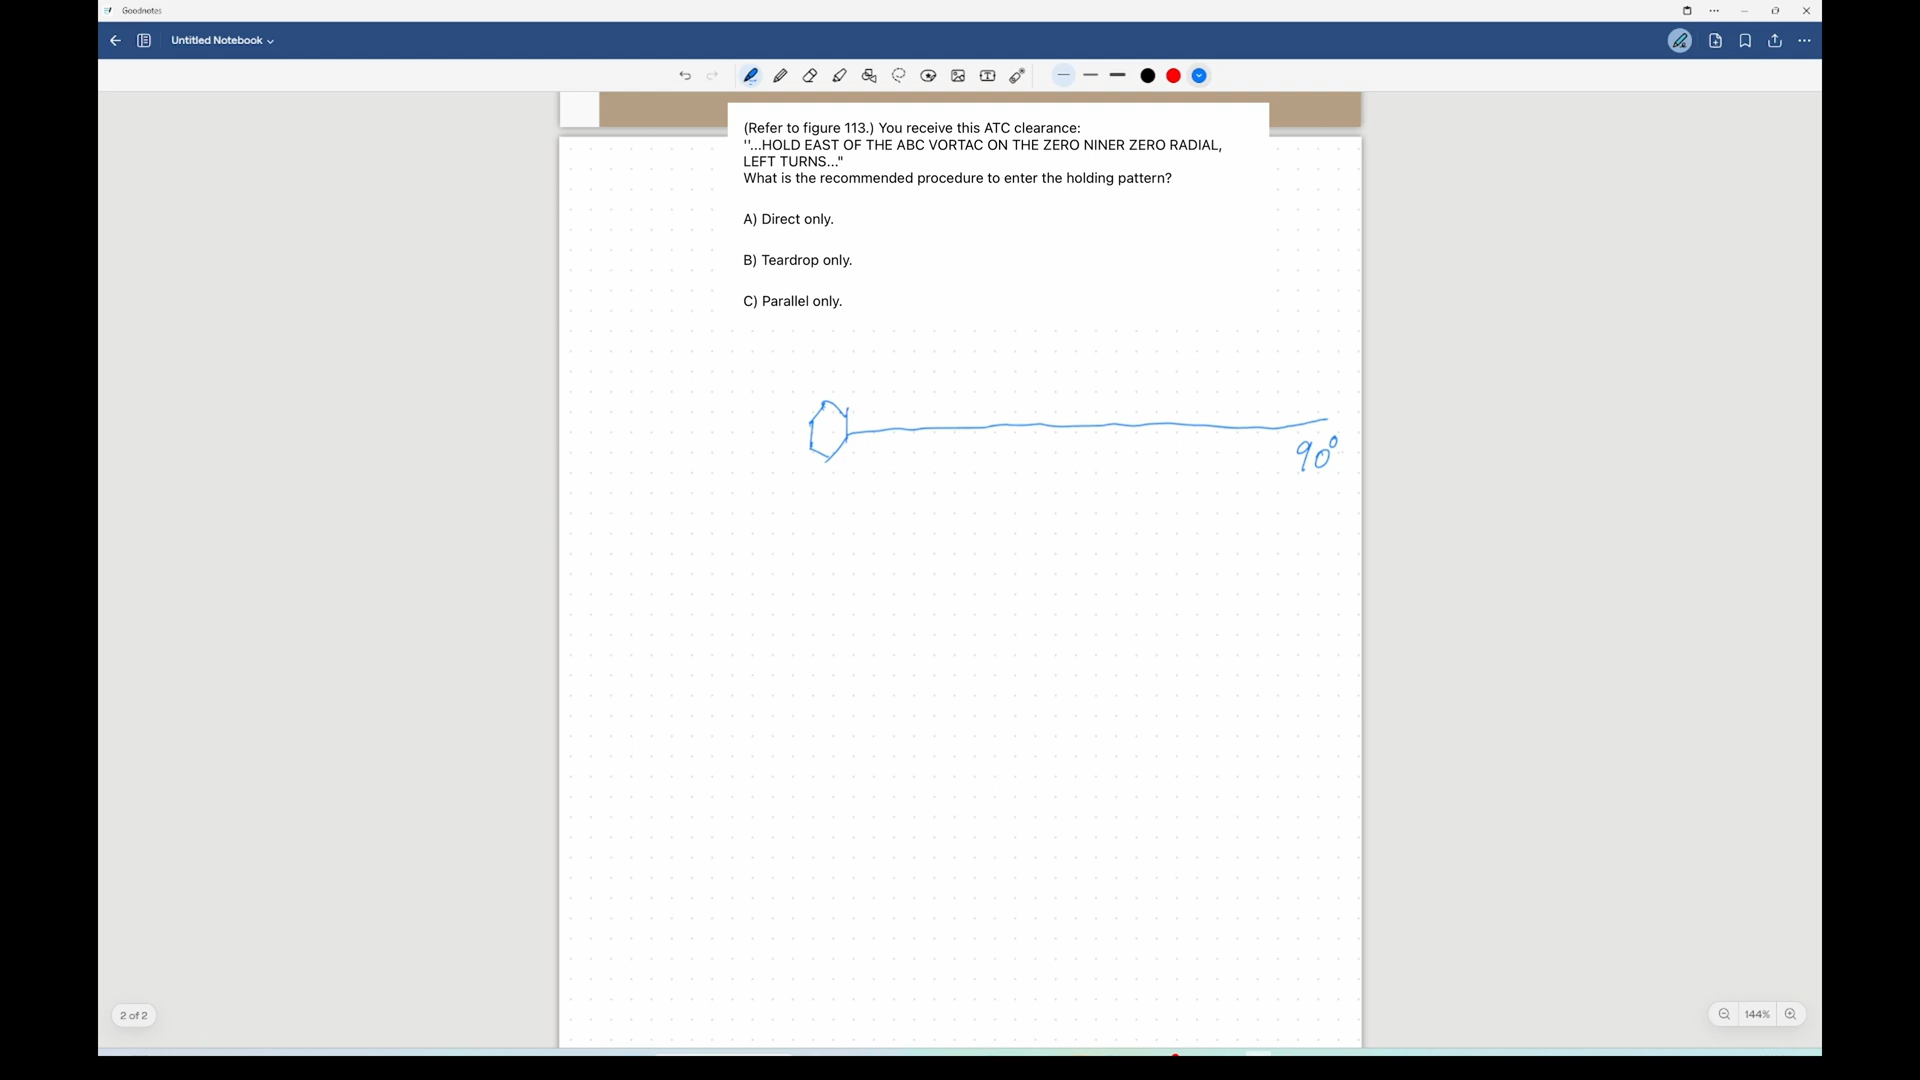 Goodnotes
Untitled Notebook
(Refer to figure 113.) You receive this ATC clearance:
''...HOLD EAST OF THE ABC VORTAC ON THE ZERO NINER ZERO RADIAL,
LEFT TURNS..."
What is the recommended procedure to enter the holding pattern?
A) Direct only.
B) Teardrop only.
C) Parallel only.
90°
2 of 2
144%